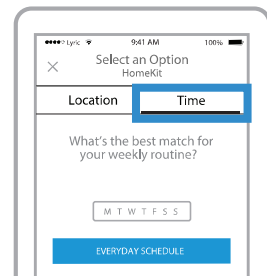 Lyric 9:41 AM 100%
Select an Option
HomeKit
Location Time
What's the best match for
your weekly routine?
M T W T F S S
EVERYDAY SCHEDULE